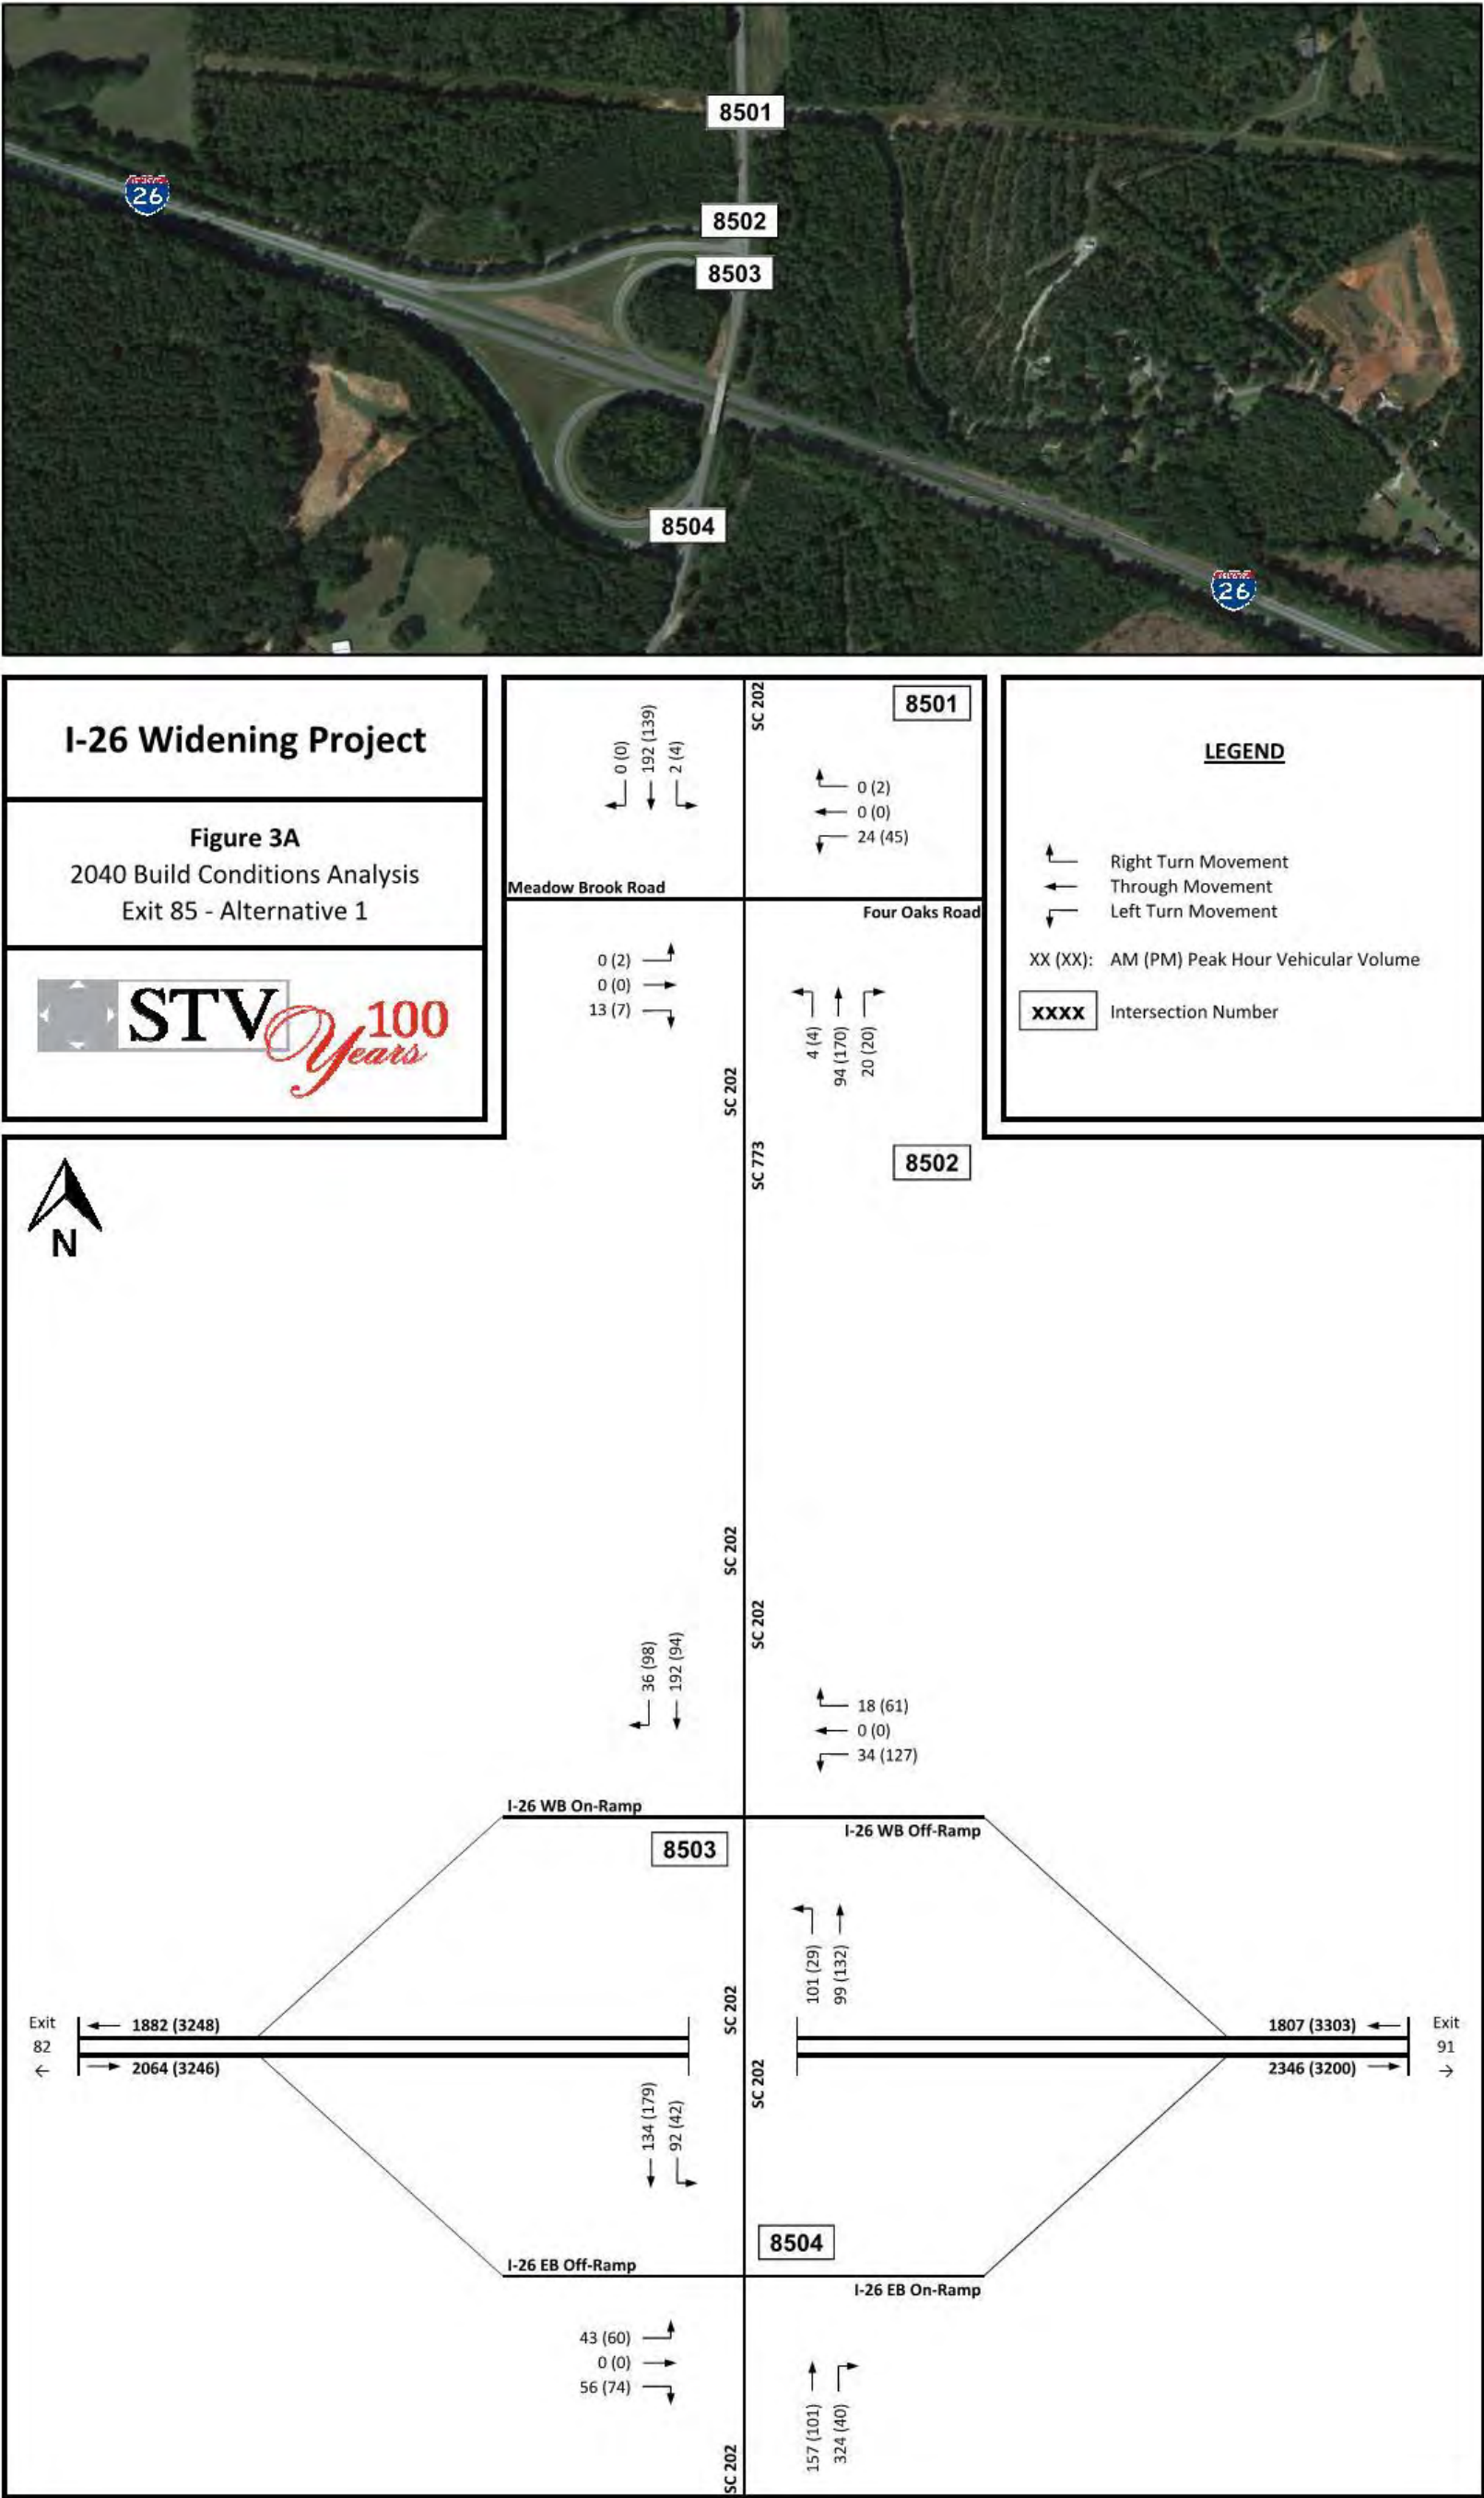 8501
26
8502
8503
8504
26
I-26 Widening Project
Figure 3A
2040 Build Conditions Analysis
Exit 85 - Alternative 1
STV
100
Years
SC 202
8501
0 (0)
192 (139)
2 (4)
0 (2)
0 (0)
24 (45)
Meadow Brook Road
Four Oaks Road
0 (2)
0 (0)
13 (7)
4 (4)
94 (170)
20 (20)
SC 202
LEGEND
Right Turn Movement
Through Movement
Left Turn Movement
XX (XX): AM (PM) Peak Hour Vehicular Volume
XXXX Intersection Number
N
SC 773
8502
SC 202
SC 202
36 (98)
192 (94)
18 (61)
0 (0)
34 (127)
I-26 WB On-Ramp
I-26 WB Off-Ramp
8503
101 (29)
99 (132)
SC 202
Exit
82
←
1882 (3248)
2064 (3246)
1807 (3303)
2346 (3200)
Exit
91
→
SC 202
134 (179)
92 (42)
8504
I-26 EB Off-Ramp
I-26 EB On-Ramp
43 (60)
0 (0)
56 (74)
157 (101)
324 (40)
SC 202